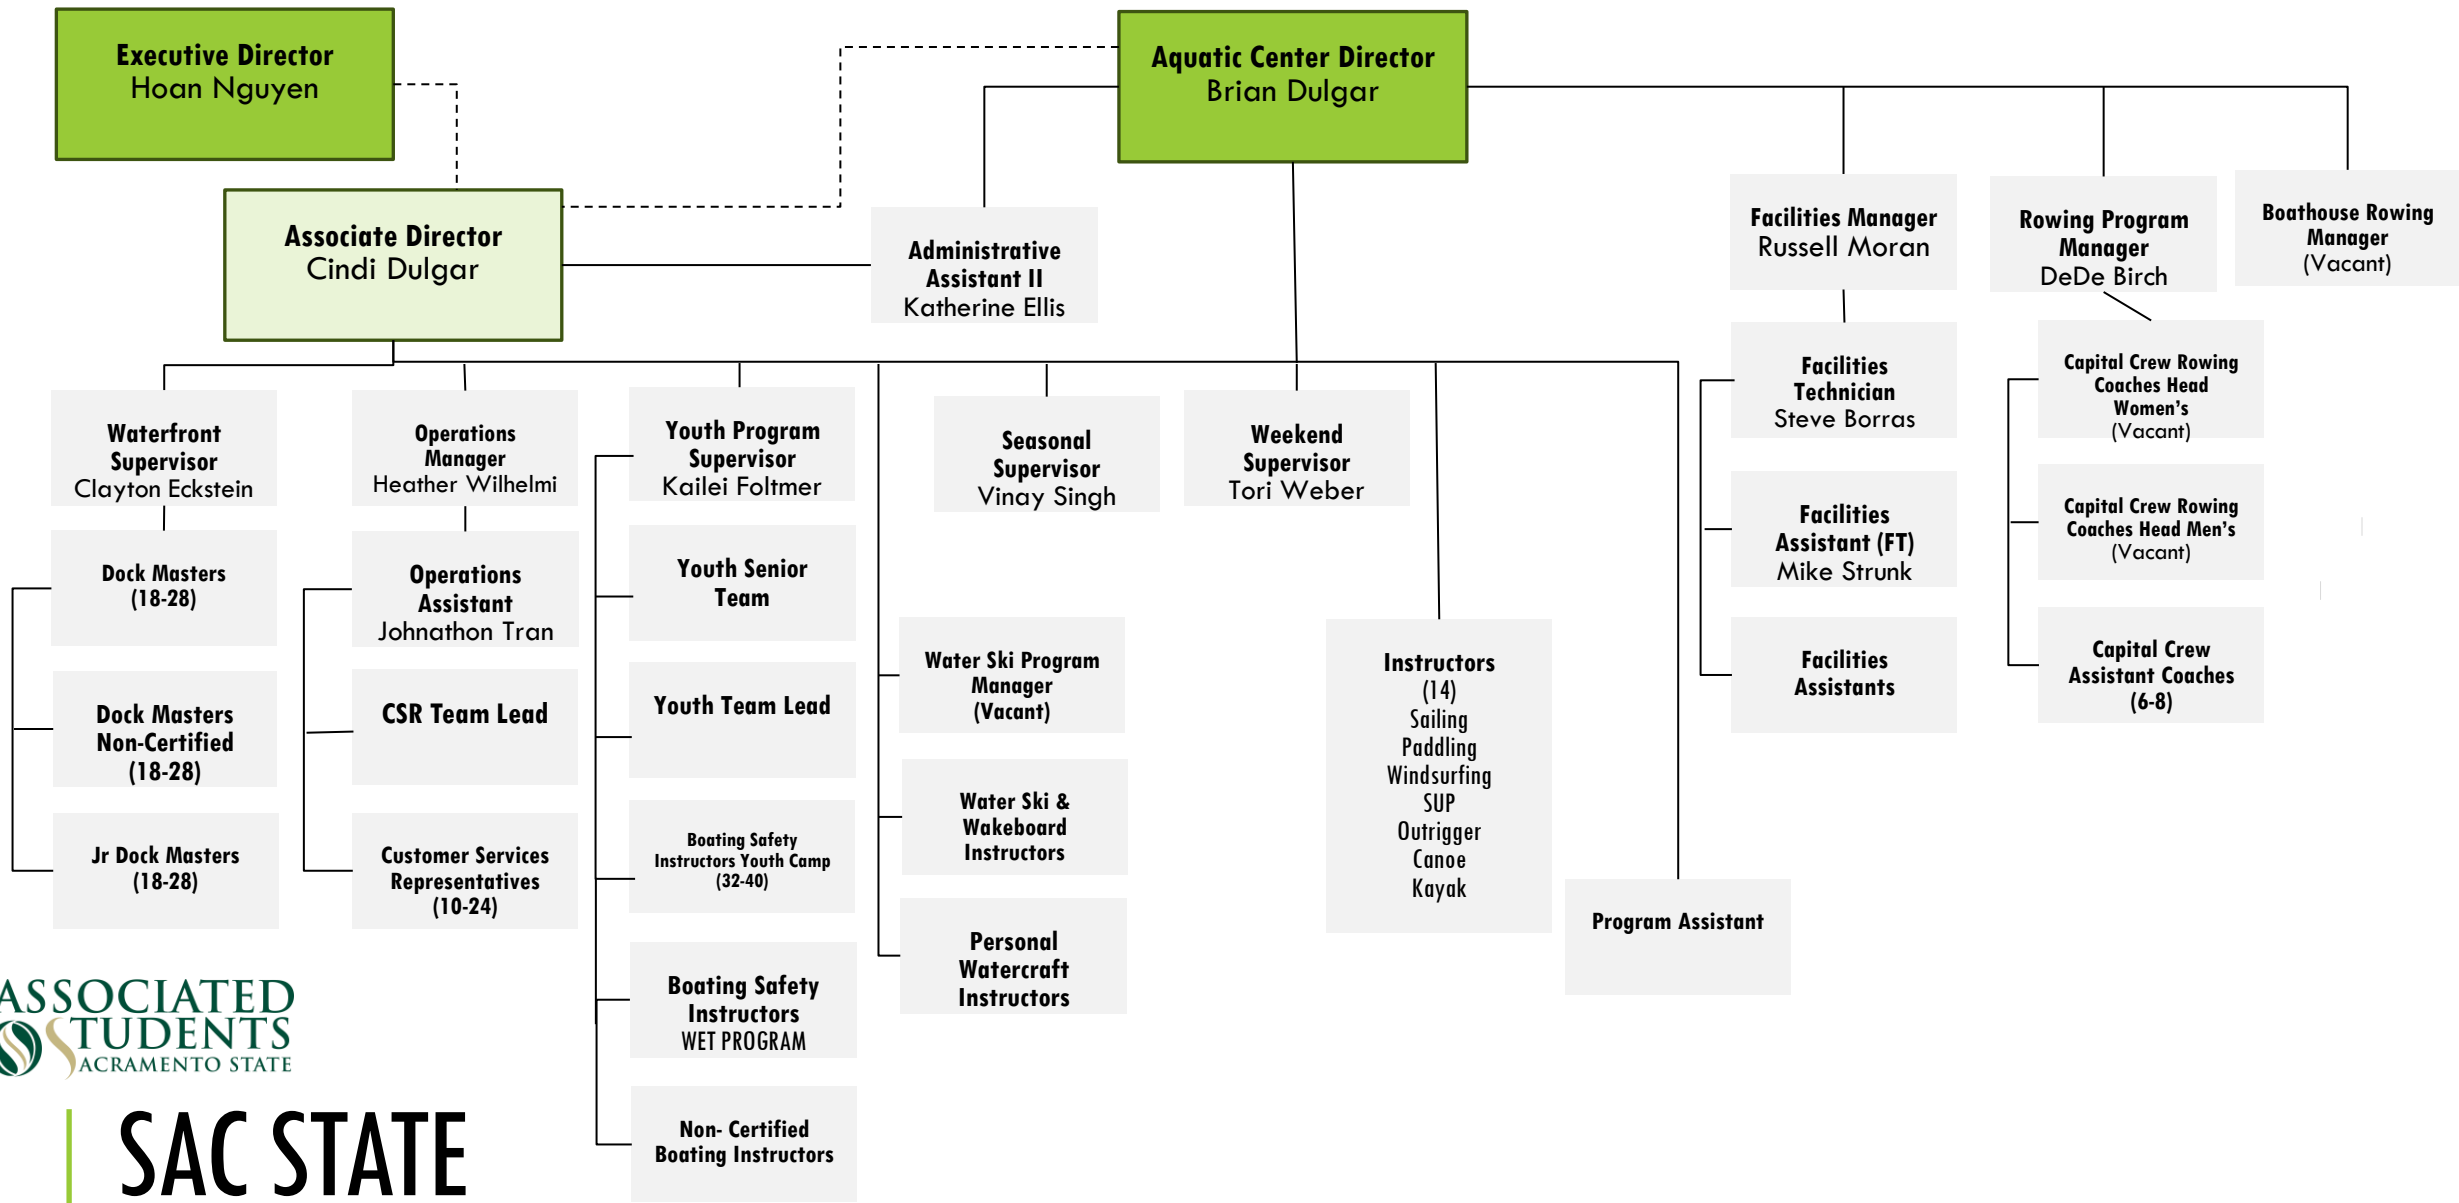 Executive Director
Hoan Nguyen
Aquatic Center Director
Brian Dulgar
Associate Director
Cindi Dulgar
Administrative
Assistant II
Katherine Ellis
Facilities Manager
Russell Moran
Rowing Program
Manager
DeDe Birch
Boathouse Rowing
Manager
(Vacant)
Waterfront
Supervisor
Clayton Eckstein
Dock Masters
(18-28)
Dock Masters
Non-Certified
(18-28)
Jr Dock Masters
(18-28)
Operations
Manager
Heather Wilhelmi
Operations
Assistant
Johnathon Tran
CSR Team Lead
Customer Services
Representatives
(10-24)
Youth Program
Supervisor
Kailei Foltmer
Youth Senior
Team
Youth Team Lead
Boating Safety
Instructors Youth Camp
(32-40)
Boating Safety
Instructors
WET PROGRAM
Non- Certified
Boating Instructors
Water Ski Program
Manager
(Vacant)
Water Ski &
Wakeboard
Instructors
Personal
Watercraft
Instructors
Seasonal
Supervisor
Vinay Singh
Weekend
Supervisor
Tori Weber
Instructors
(14)
Sailing
Paddling
Windsurfing
SUP
Outrigger
Canoe
Kayak
Program Assistant
Facilities
Technician
Steve Borras
Facilities
Assistant (FT)
Mike Strunk
Facilities
Assistants
Capital Crew Rowing
Coaches Head
Women’s
(Vacant)
Capital Crew Rowing
Coaches Head Men’s
(Vacant)
Capital Crew
Assistant Coaches
(6-8)
ASSOCIATED
STUDENTS
SACRAMENTO STATE
SAC STATE